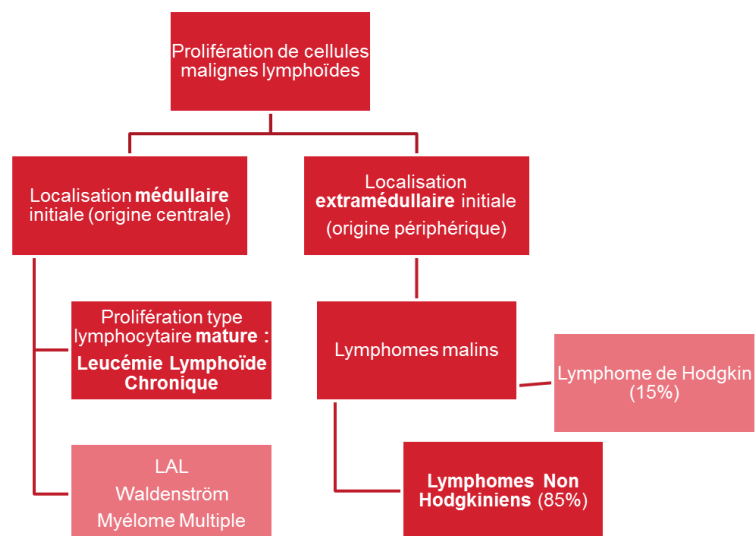 Prolifération de cellules
malignes lymphoïdes
Localisation médullaire
initiale (origine centrale)
Localisation
extramédullaire initiale
(origine périphérique)
Prolifération type
lymphocytaire mature :
Leucémie Lymphoïde
Chronique
Lymphomes malins
Lymphome de Hodgkin
(15%)
LAL
Waldenström
Myélome Multiple
Lymphomes Non
Hodgkiniens (85%)